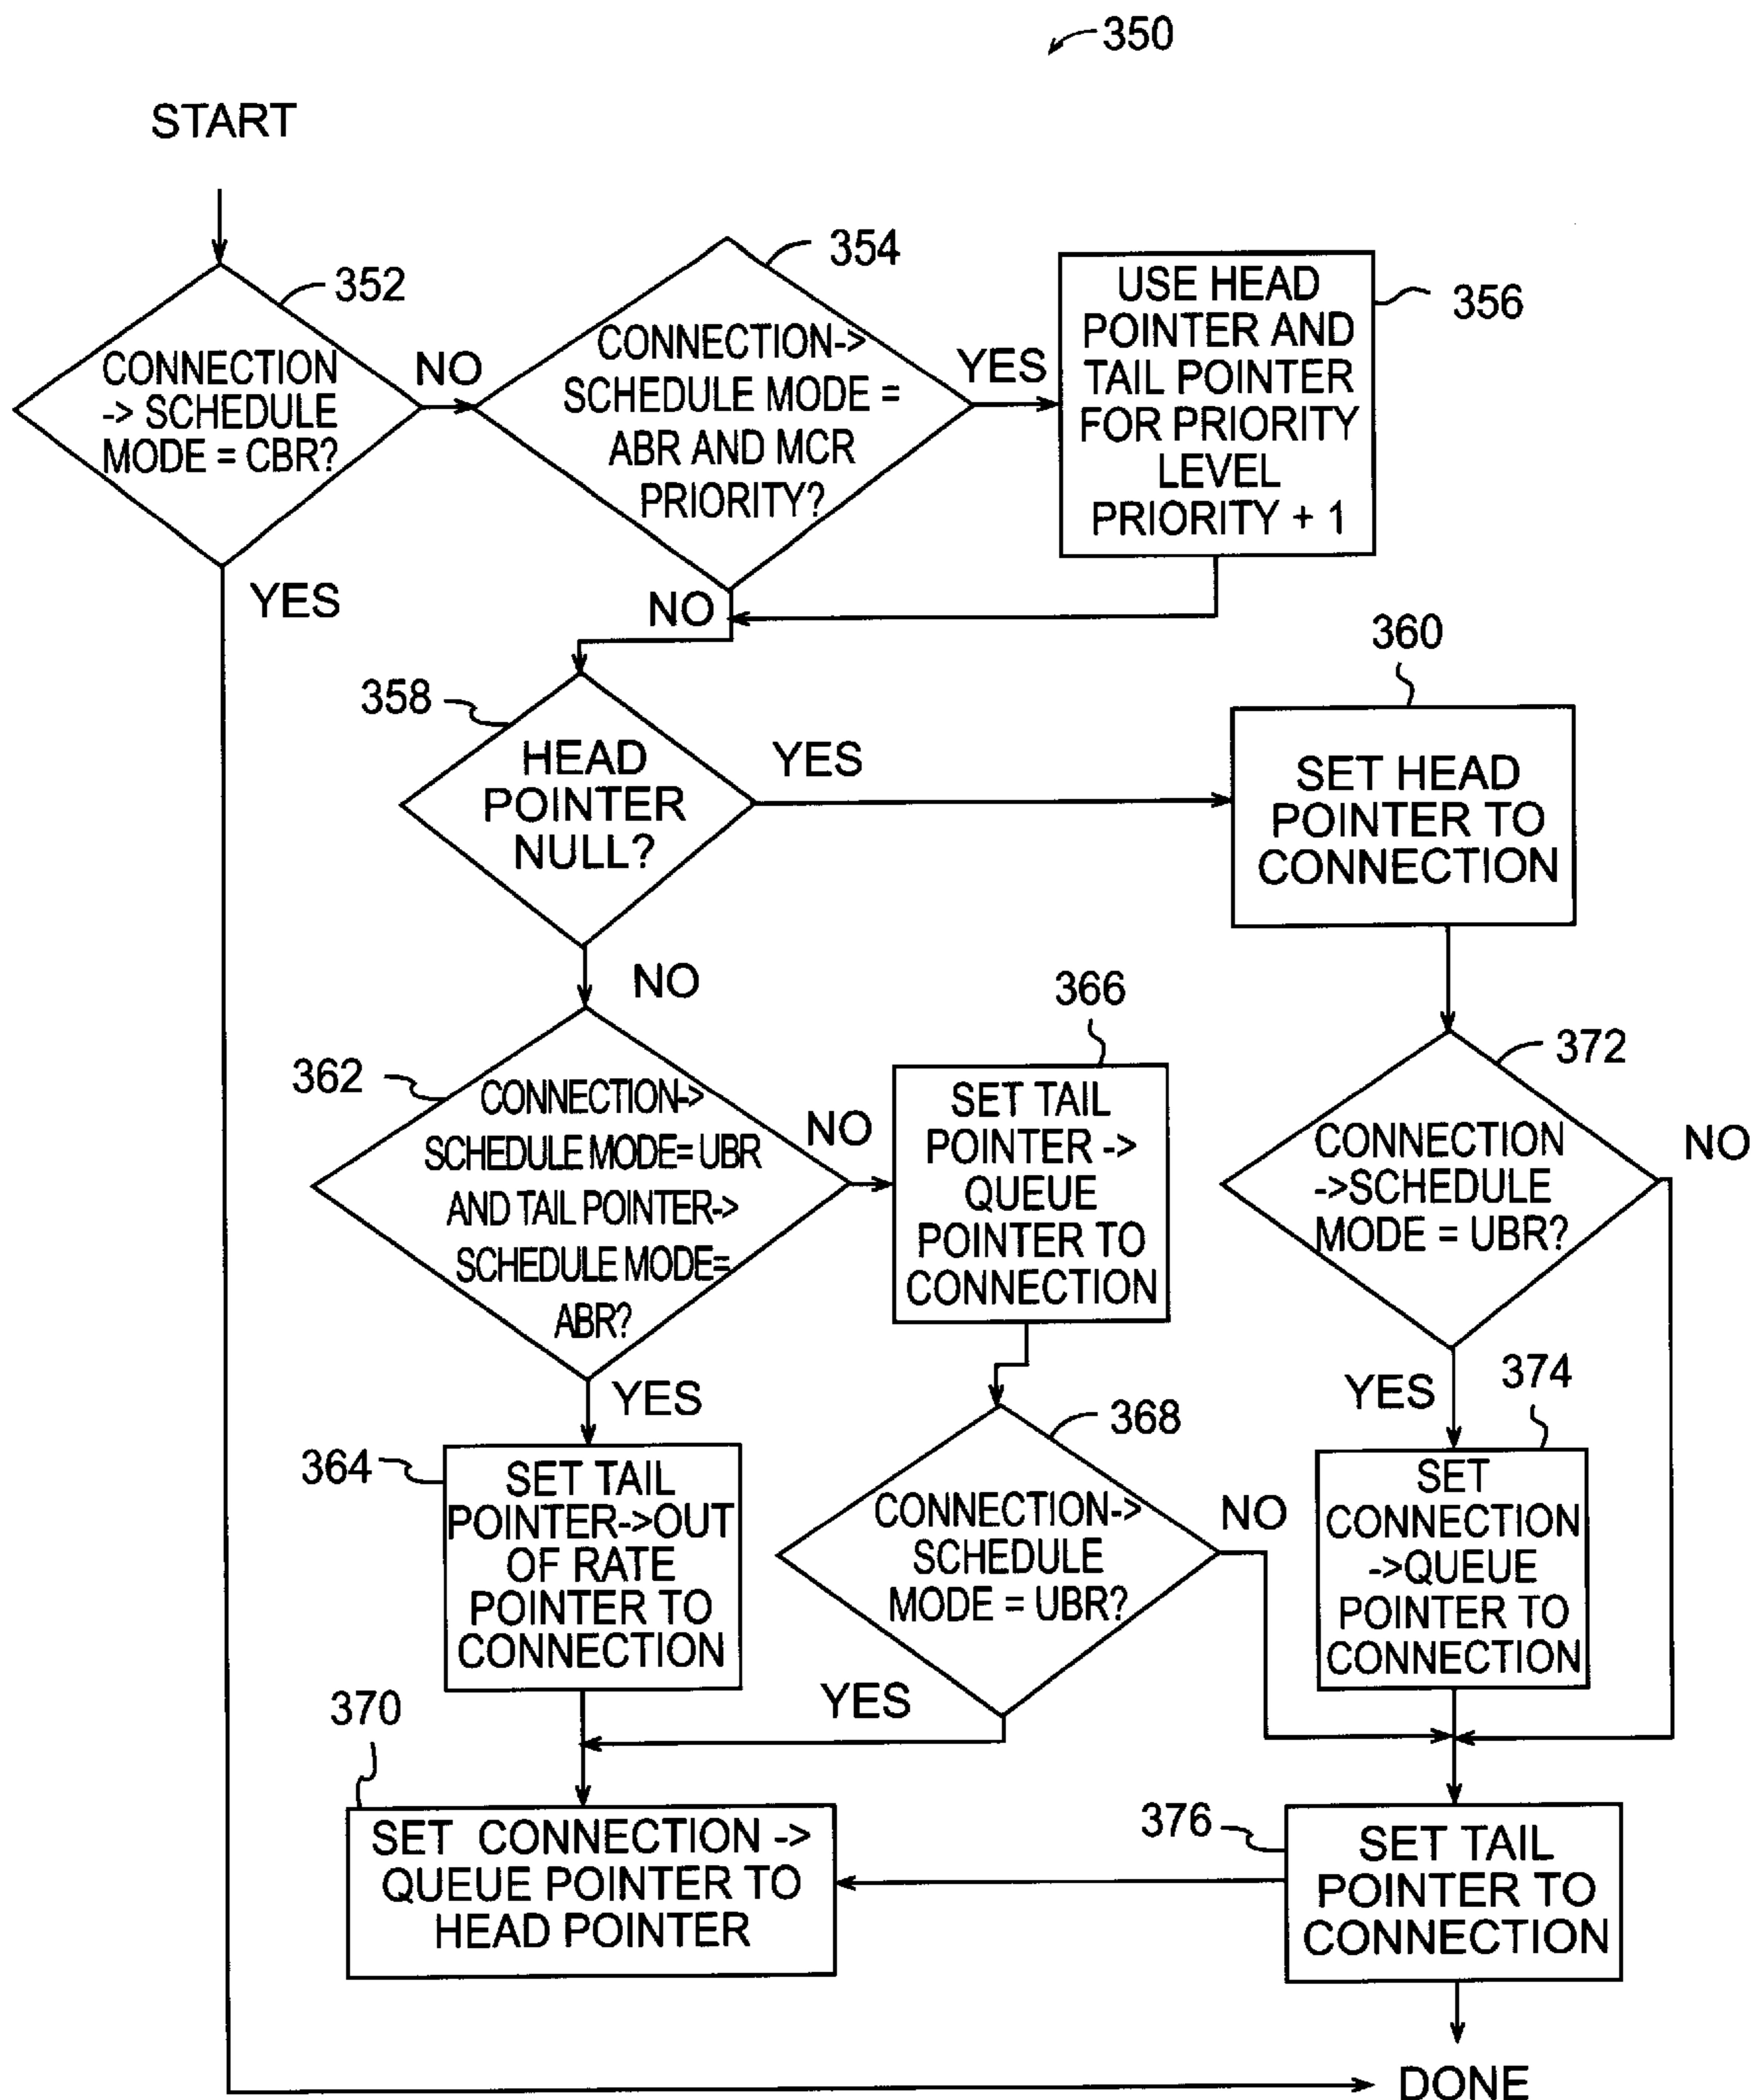 350
START
352
CONNECTION
-> SCHEDULE
MODE = CBR?
NO
YES
354
CONNECTION->
SCHEDULE MODE =
ABR AND MCR
PRIORITY?
YES
NO
356
USE HEAD
POINTER AND
TAIL POINTER
FOR PRIORITY
LEVEL
PRIORITY + 1
358
HEAD
POINTER
NULL?
YES
NO
360
SET HEAD
POINTER TO
CONNECTION
362
CONNECTION->
SCHEDULE MODE= UBR
AND TAIL POINTER->
SCHEDULE MODE=
ABR?
NO
YES
366
SET TAIL
POINTER ->
QUEUE
POINTER TO
CONNECTION
372
CONNECTION
->SCHEDULE
MODE = UBR?
NO
YES
364
SET TAIL
POINTER->OUT
OF RATE
POINTER TO
CONNECTION
368
CONNECTION->
SCHEDULE
MODE = UBR?
NO
YES
374
SET
CONNECTION
->QUEUE
POINTER TO
CONNECTION
370
SET CONNECTION ->
QUEUE POINTER TO
HEAD POINTER
376
SET TAIL
POINTER TO
CONNECTION
DONE